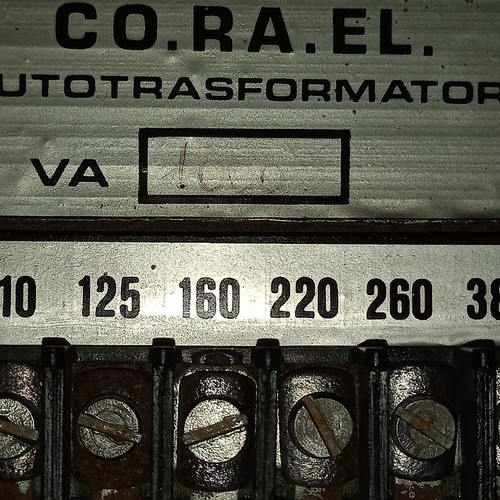 CO.RA.EL.
UTOTRASFORMATOR
VA
10 125 160 220 260 38